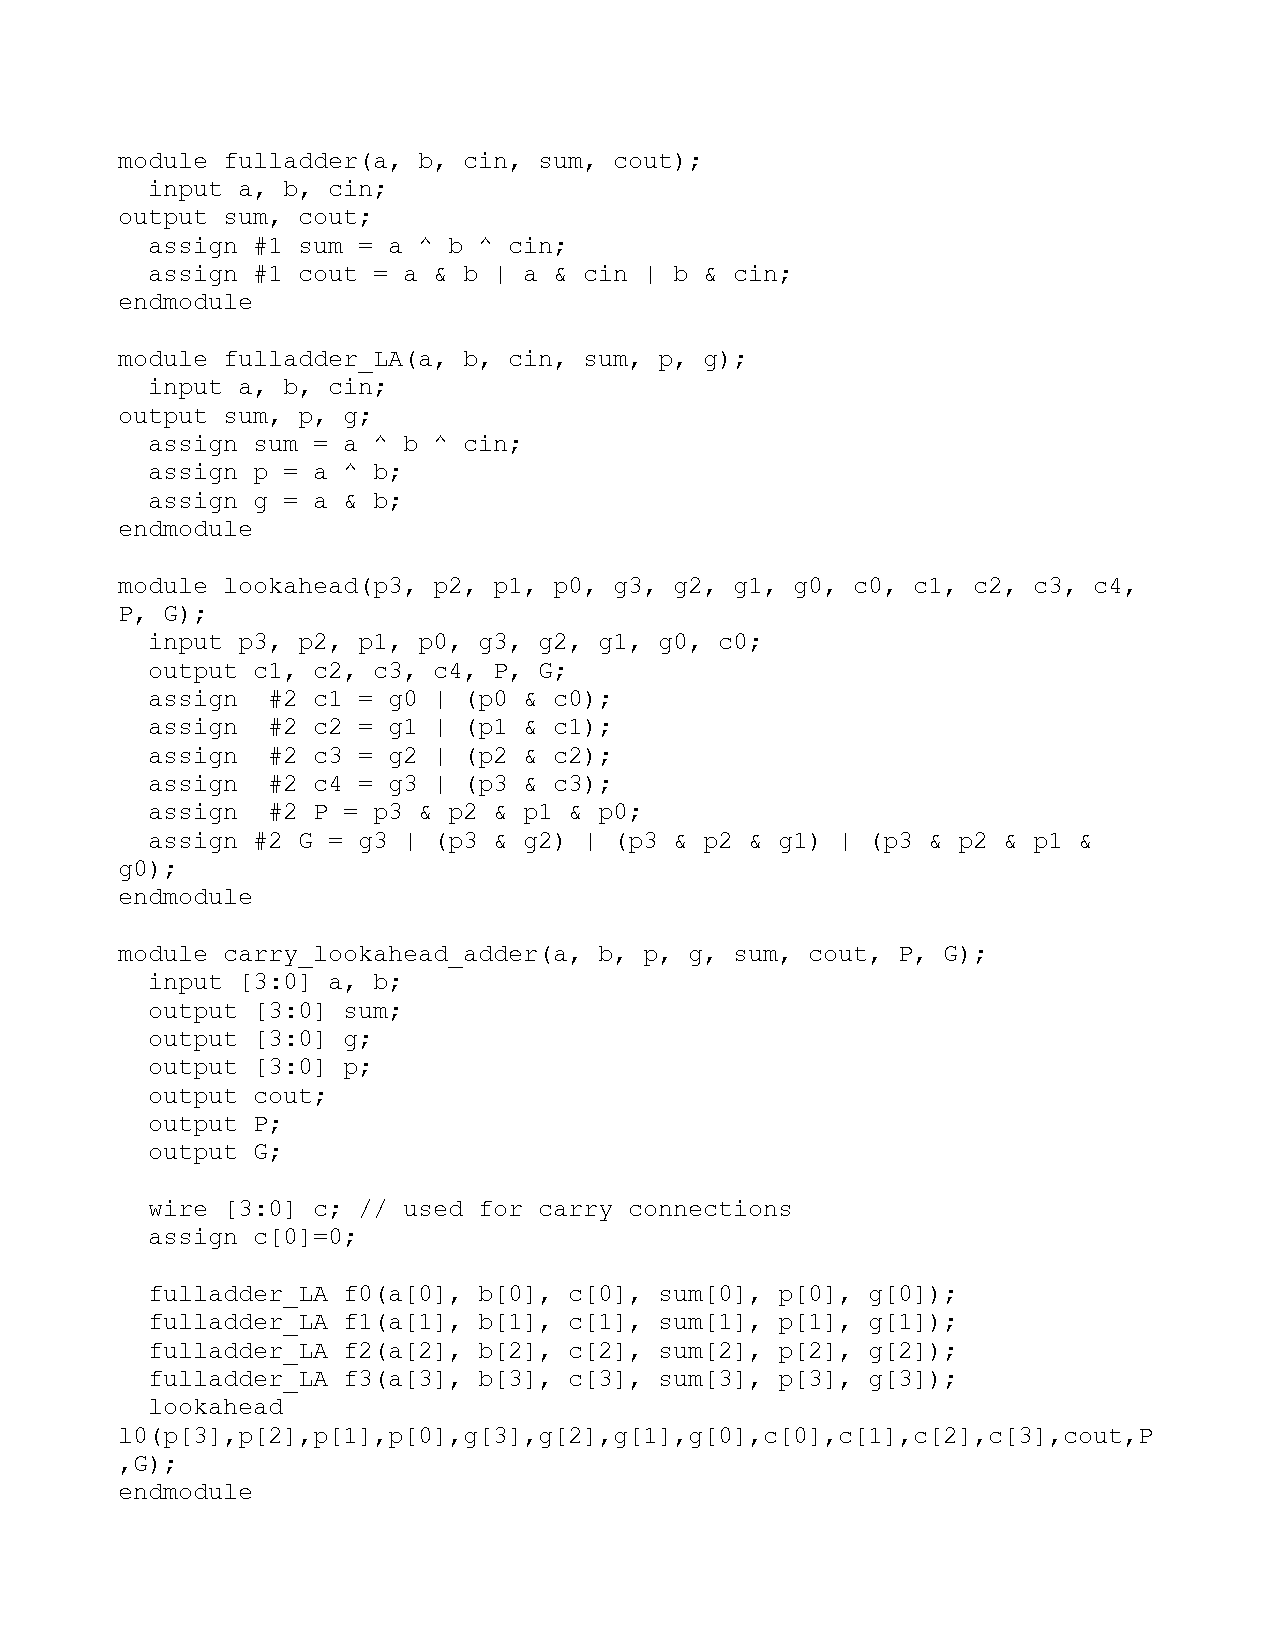 module fulladder(a, b, cin, sum, cout);
  input a, b, cin;
output sum, cout;
  assign #1 sum = a ^ b ^ cin;
  assign #1 cout = a & b | a & cin | b & cin;
endmodule

module fulladder_LA(a, b, cin, sum, p, g);
  input a, b, cin;
output sum, p, g;
  assign sum = a ^ b ^ cin;
  assign p = a ^ b;
  assign g = a & b;
endmodule

module lookahead(p3, p2, p1, p0, g3, g2, g1, g0, c0, c1, c2, c3, c4,
P, G);
  input p3, p2, p1, p0, g3, g2, g1, g0, c0;
  output c1, c2, c3, c4, P, G;
  assign  #2 c1 = g0 | (p0 & c0);
  assign  #2 c2 = g1 | (p1 & c1);
  assign  #2 c3 = g2 | (p2 & c2);
  assign  #2 c4 = g3 | (p3 & c3);
  assign  #2 P = p3 & p2 & p1 & p0;
  assign #2 G = g3 | (p3 & g2) | (p3 & p2 & g1) | (p3 & p2 & p1 &
g0);
endmodule

module carry_lookahead_adder(a, b, p, g, sum, cout, P, G);
  input [3:0] a, b;
  output [3:0] sum;
  output [3:0] g;
  output [3:0] p;
  output cout;
  output P;
  output G;

  wire [3:0] c; // used for carry connections
  assign c[0]=0;

  fulladder_LA f0(a[0], b[0], c[0], sum[0], p[0], g[0]);
  fulladder_LA f1(a[1], b[1], c[1], sum[1], p[1], g[1]);
  fulladder_LA f2(a[2], b[2], c[2], sum[2], p[2], g[2]);
  fulladder_LA f3(a[3], b[3], c[3], sum[3], p[3], g[3]);
  lookahead
l0(p[3],p[2],p[1],p[0],g[3],g[2],g[1],g[0],c[0],c[1],c[2],c[3],cout,P
,G);
endmodule